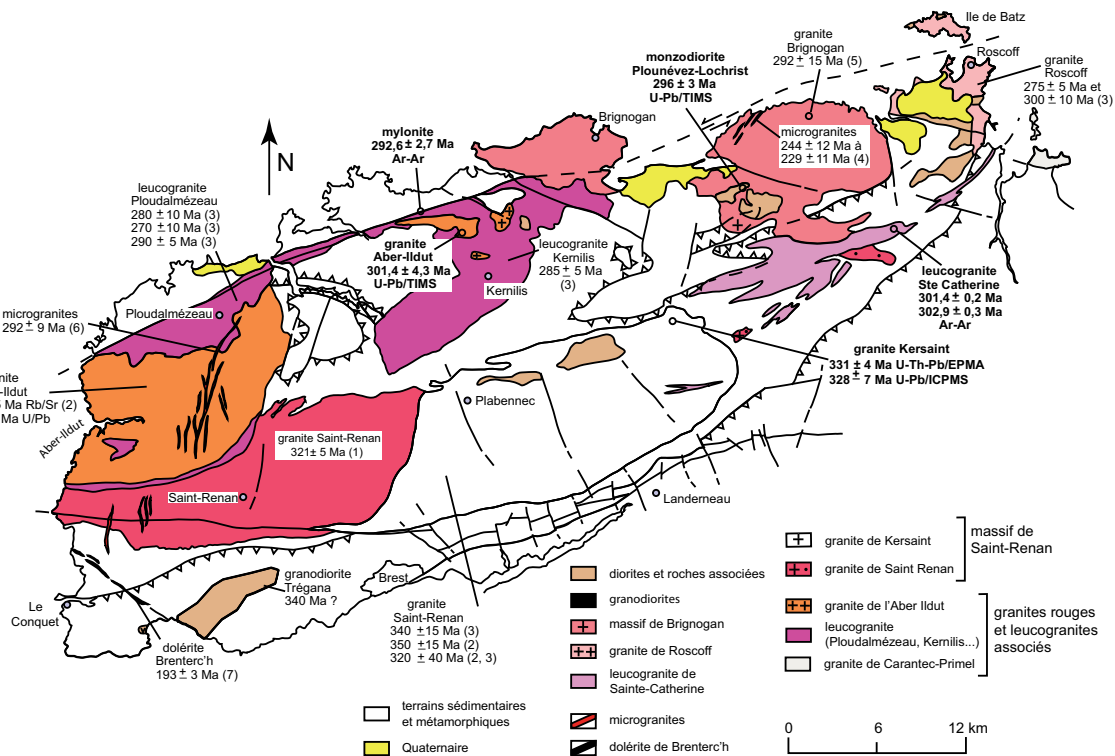 Ile de Batz
Roscoff
granite
Roscoff
275 ± 5 Ma et
300 ± 10 Ma (3)
granite
Brignogan
292 ± 15 Ma (5)
monzodiorite
Plounévez-Lochrist
296 ± 3 Ma
U-Pb/TIMS
Brignogan
microgranites
244 ± 12 Ma à
229 ± 11 Ma (4)
mylonite
292,6 ± 2,7 Ma
Ar-Ar
N
leucogranite
Ploudalmézeau
280 ± 10 Ma (3)
270 ± 10 Ma (3)
290 ± 5 Ma (3)
granite
Aber-Ildut
301,4 ± 4,3 Ma
U-Pb/TIMS
leucogranite
Kernilis
285 ± 5 Ma
(3)
Kernilis
leucogranite
Ste Catherine
301,4 ± 0,2 Ma
302,9 ± 0,3 Ma
Ar-Ar
microgranites
292 ± 9 Ma (6)
Ploudalmézeau
granite Kersaint
331 ± 4 Ma U-Th-Pb/EPMA
328 ± 7 Ma U-Pb/ICPMS
Ma Rb/Sr (2)
Ma U/Pb
Aber-Ildut
Plabennec
granite Saint-Renan
321± 5 Ma (1)
Saint-Renan
Landerneau
Brest
granodiorite
Trégana
340 Ma ?
Le
Conquet
dolérite
Brenterc'h
193 ± 3 Ma (7)
granite
Saint-Renan
340 ± 15 Ma (3)
350 ± 15 Ma (2)
320 ± 40 Ma (2, 3)
terrains sédimentaires
et métamorphiques
Quaternaire
diorites et roches associées
granodiorites
massif de Brignogan
granite de Roscoff
leucogranite de
Sainte-Catherine
microgranites
dolérite de Brenterc'h
granite de Kersaint
granite de Saint Renan
massif de
Saint-Renan
granite de l'Aber Ildut
leucogranite
(Ploudalmézeau, Kernilis...)
granite de Carantec-Primel
granites rouges
et leucogranites
associés
0 6 12 km